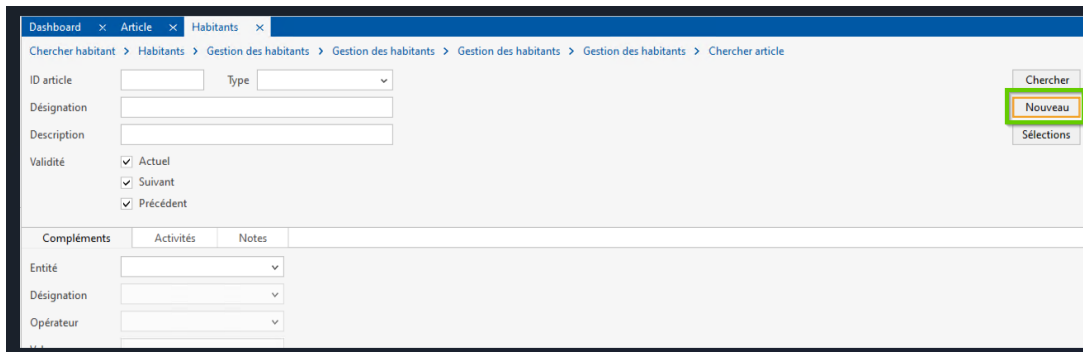 Dashboard × Article × Habitants ×
Chercher habitant > Habitants > Gestion des habitants > Gestion des habitants > Gestion des habitants > Gestion des habitants > Chercher article
ID article Type Chercher
Désignation Nouveau
Description Sélections
Validité Actuel
Suivant
Précédent
Compléments Activités Notes
Entité
Désignation
Opérateur